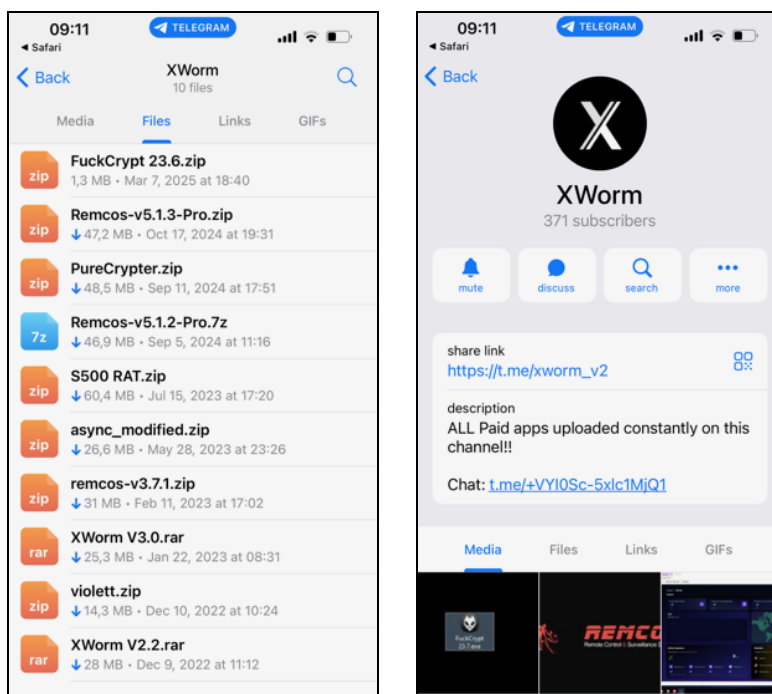 09:11
TELEGRAM
Safari
Back
XWorm
10 files
Media
Files
Links
GIFs
zip
FuckCrypt 23.6.zip
1,3 MB • Mar 7, 2025 at 18:40
zip
Remcos-v5.1.3-Pro.zip
47,2 MB • Oct 17, 2024 at 19:31
zip
PureCrypter.zip
48,5 MB • Sep 11, 2024 at 17:51
7z
Remcos-v5.1.2-Pro.7z
46,9 MB • Sep 5, 2024 at 11:16
zip
S500 RAT.zip
60,4 MB • Jul 15, 2023 at 17:20
zip
async_modified.zip
26,6 MB • May 28, 2023 at 23:26
zip
remcos-v3.7.1.zip
31 MB • Feb 11, 2023 at 17:02
rar
XWorm V3.0.rar
25,3 MB • Jan 22, 2023 at 08:31
zip
violett.zip
14,3 MB • Dec 10, 2022 at 10:24
rar
XWorm V2.2.rar
28 MB • Dec 9, 2022 at 11:12
09:11
TELEGRAM
Safari
Back
XWorm
371 subscribers
mute
discuss
search
more
share link
https://t.me/xworm_v2
description
ALL Paid apps uploaded constantly on this
channel!!
Chat: t.me/+VYI0Sc-5xlc1MjQ1
Media
Files
Links
GIFs
FuckCrypt
23.7.exe
REMCO
Remote Control & Surveillance